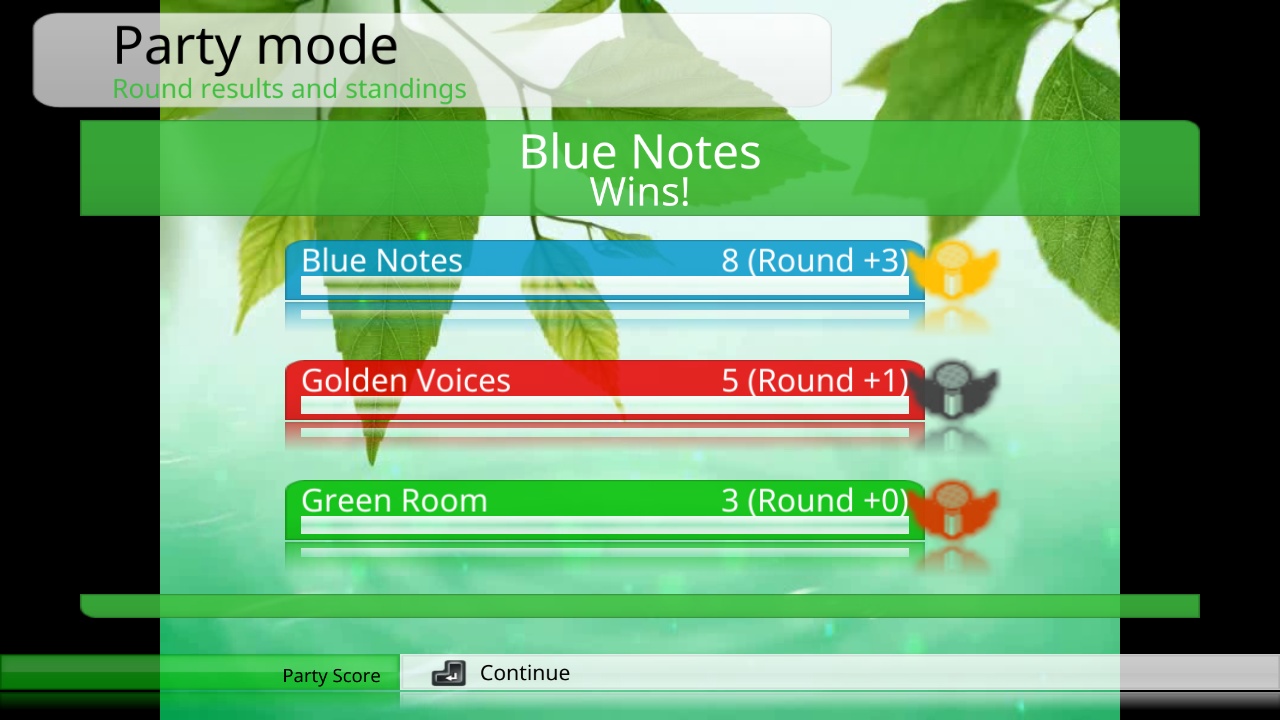 Party mode
Round results and standings
Blue Notes
Wins!
Blue Notes 8 (Round +3)
Golden Voices 5 (Round +1)
Green Room 3 (Round +0)
Party Score Continue